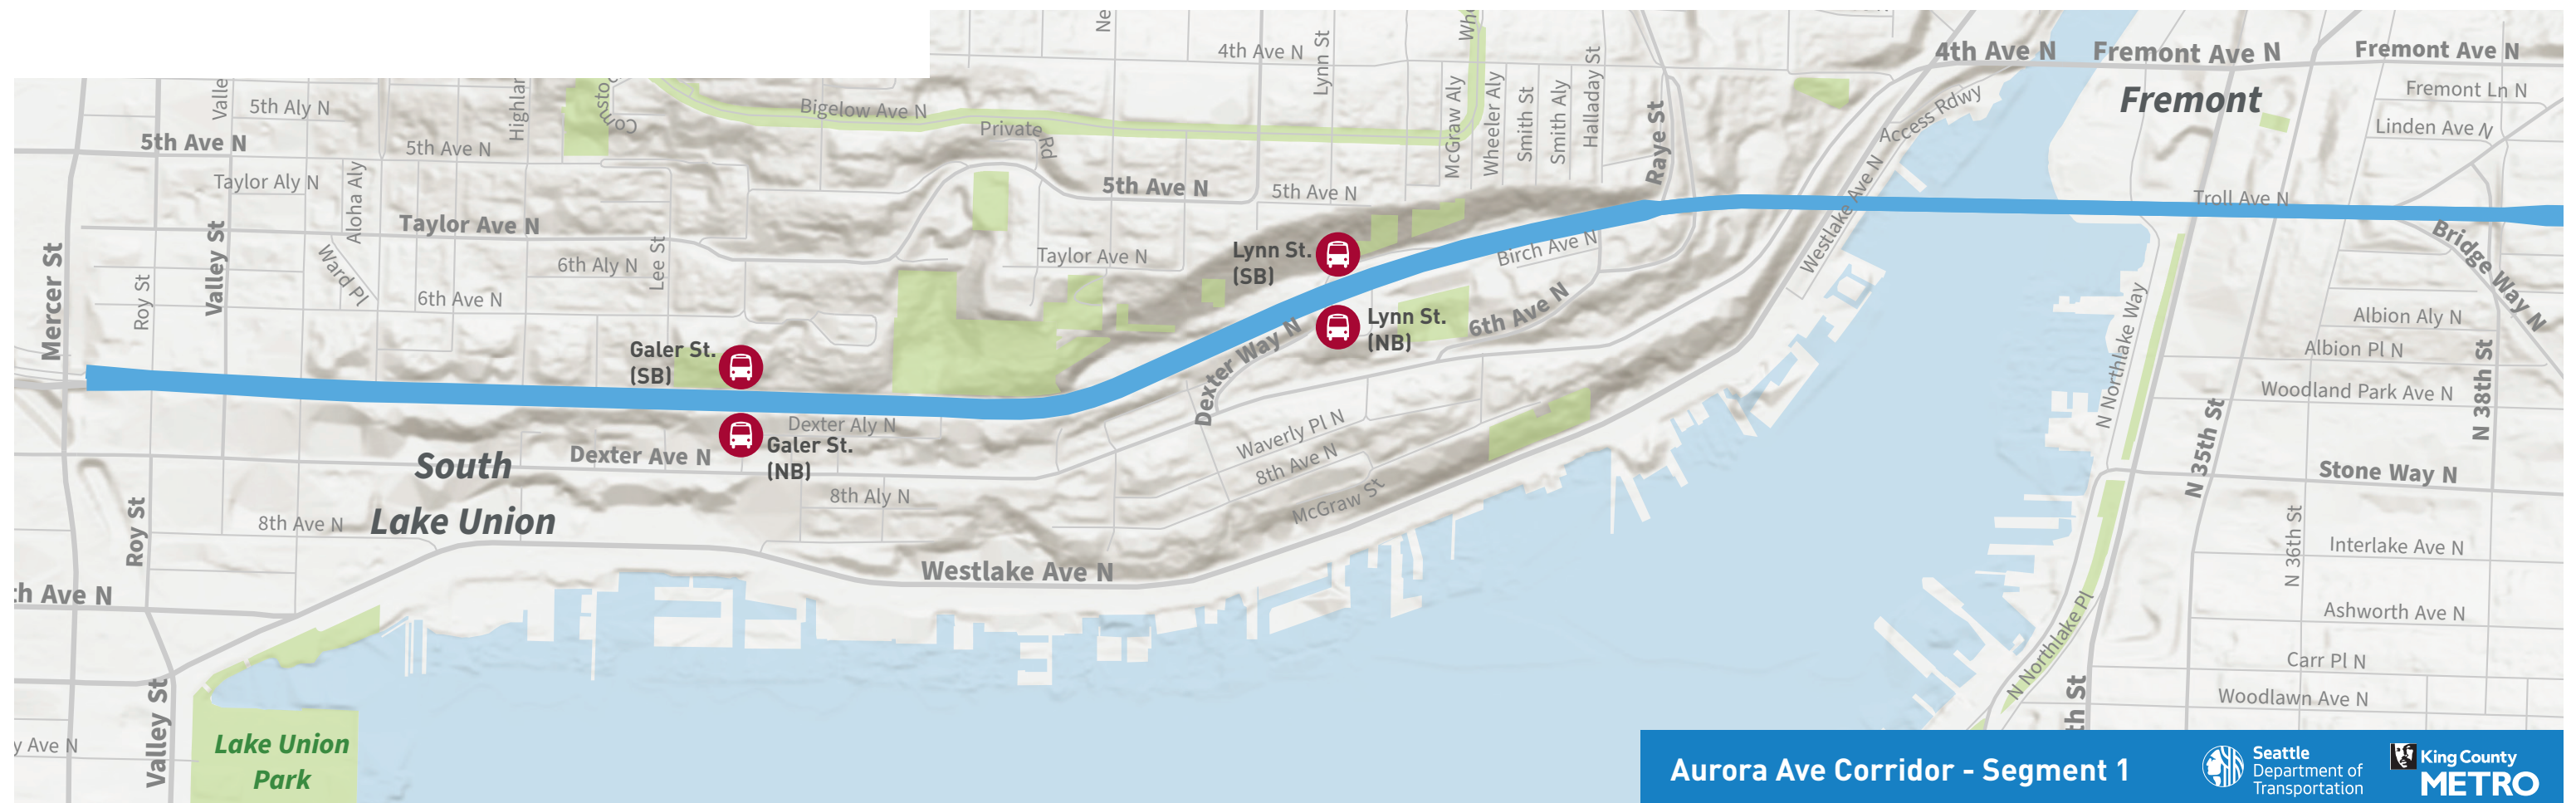 4th Ave N
Lynn St
4th Ave N
Fremont Ave N
Fremont Ave N
Fremont
Fremont Ln N
Linden Ave N
5th Aly N
Bigelow Ave N
Private Rd
McGraw Aly
Wheeler Aly
Smith St
Smith Aly
Halladay St
Raye St
Access Rdwy
5th Ave N
5th Ave N
Taylor Aly N
Aloha Aly
5th Ave N
5th Ave N
Troll Ave N
Taylor Ave N
Taylor Ave N
Valley St
Ward Pl
6th Aly N
Lee St
6th Ave N
Mercer St
Roy St
Lynn St.
(SB)
Birch Ave N
Westlake Ave N
Bridge Way N
Lynn St.
(NB)
6th Ave N
Dexter Way N
N Northlake Way
Albion Aly N
Albion Pl N
Woodland Park Ave N
N 38th St
N 35th St
Galer St.
(SB)
Dexter Aly N
Dexter Ave N
Galer St.
(NB)
South
Lake Union
8th Aly N
8th Ave N
Waverly Pl N
8th Ave N
McGraw St
Stone Way N
N 36th St
Interlake Ave N
Roy St
Westlake Ave N
Ave N
Ashworth Ave N
Carr Pl N
Woodlawn Ave N
N Northlake Pl
St
Valley St
Ave N
Lake Union
Park
Aurora Ave Corridor - Segment 1
Seattle
Department of
Transportation
King County
METRO